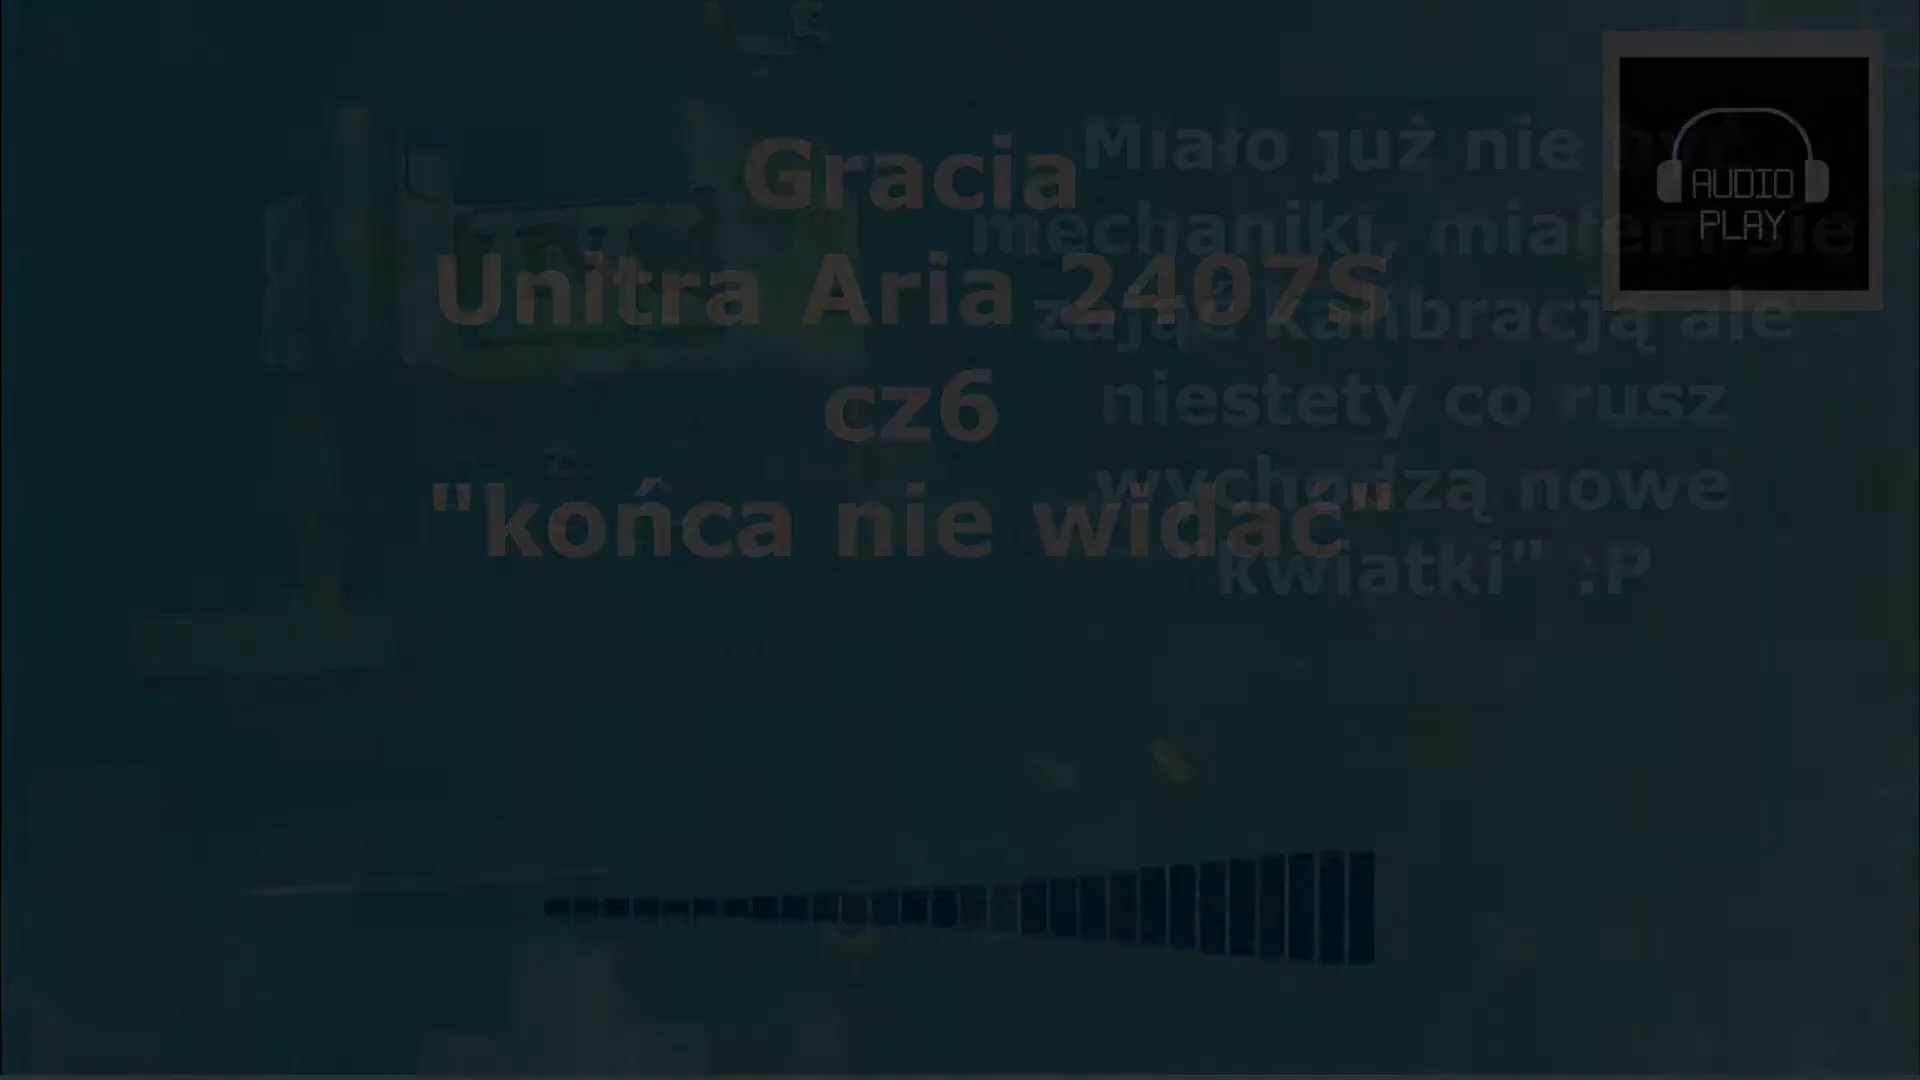 Gracia
Unitra Aria 2407S
cz6
"końca nie widać"
Miało już nie być
mechaniki, miałem sie
zająć kalibracją ale
niestety co rusz
wychodzą nowe
kwiatki" :P
AUDIO
PLAY